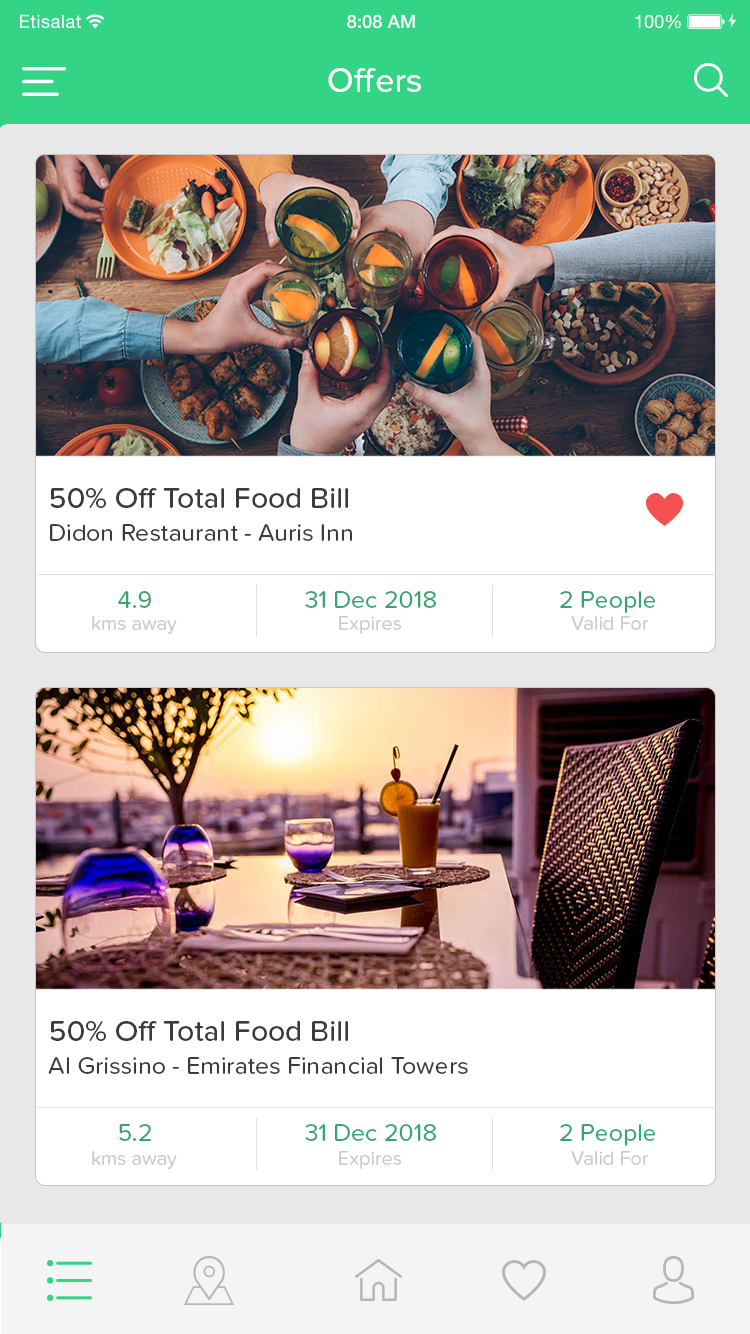 Etisalat 8:08 AM 100%
Offers
50% Off Total Food Bill
Didon Restaurant - Auris Inn
4.9 31 Dec 2018 2 People
kms away Expires Valid For
50% Off Total Food Bill
Al Grissino - Emirates Financial Towers
5.2 31 Dec 2018 2 People
kms away Expires Valid For